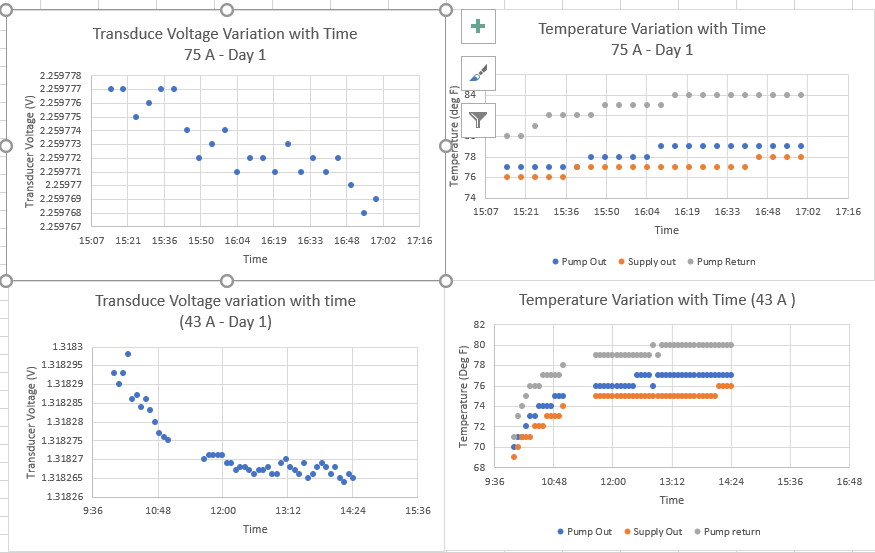 Transduce Voltage Variation with Time
75 A - Day 1
Transducer Voltage (V)
2.259778
2.259777
2.259776
2.259775
2.259774
2.259773
2.259772
2.259771
2.25977
2.259769
2.259768
2.259767
15:07 15:21 15:36 15:50 16:04 16:19 16:33 16:48 17:02 17:16
Time
Temperature Variation with Time
75 A - Day 1
Temperature (deg F)
84
78
76
74
15:07 15:21 15:36 15:50 16:04 16:19 16:33 16:48 17:02 17:16
Time
Pump Out Supply out Pump Return
Transduce Voltage variation with time
(43 A - Day 1)
Transducer Voltage (V)
1.3183
1.318295
1.31829
1.318285
1.31828
1.318275
1.31827
1.318265
1.31826
9:36 10:48 12:00 13:12 14:24 15:36
Time
Temperature Variation with Time (43 A )
Temperature (Deg F)
82
80
78
76
74
72
70
68
9:36 10:48 12:00 13:12 14:24 15:36 16:48
Time
Pump Out Supply Out Pump return